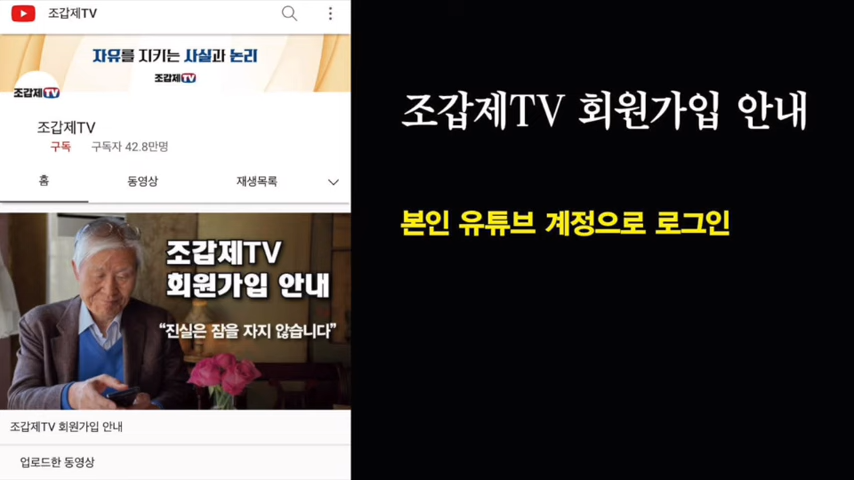 조갑제TV
자유를 지키는 사실과 논리
조갑제TV
조갑제TV
조갑제TV
구독 구독자 42.8만명
홈 동영상 재생목록
조갑제TV
회원가입 안내
“진실은 잠을 자지 않습니다”
조갑제TV 회원가입 안내
업로드한 동영상
조갑제TV 회원가입 안내
본인 유튜브 계정으로 로그인